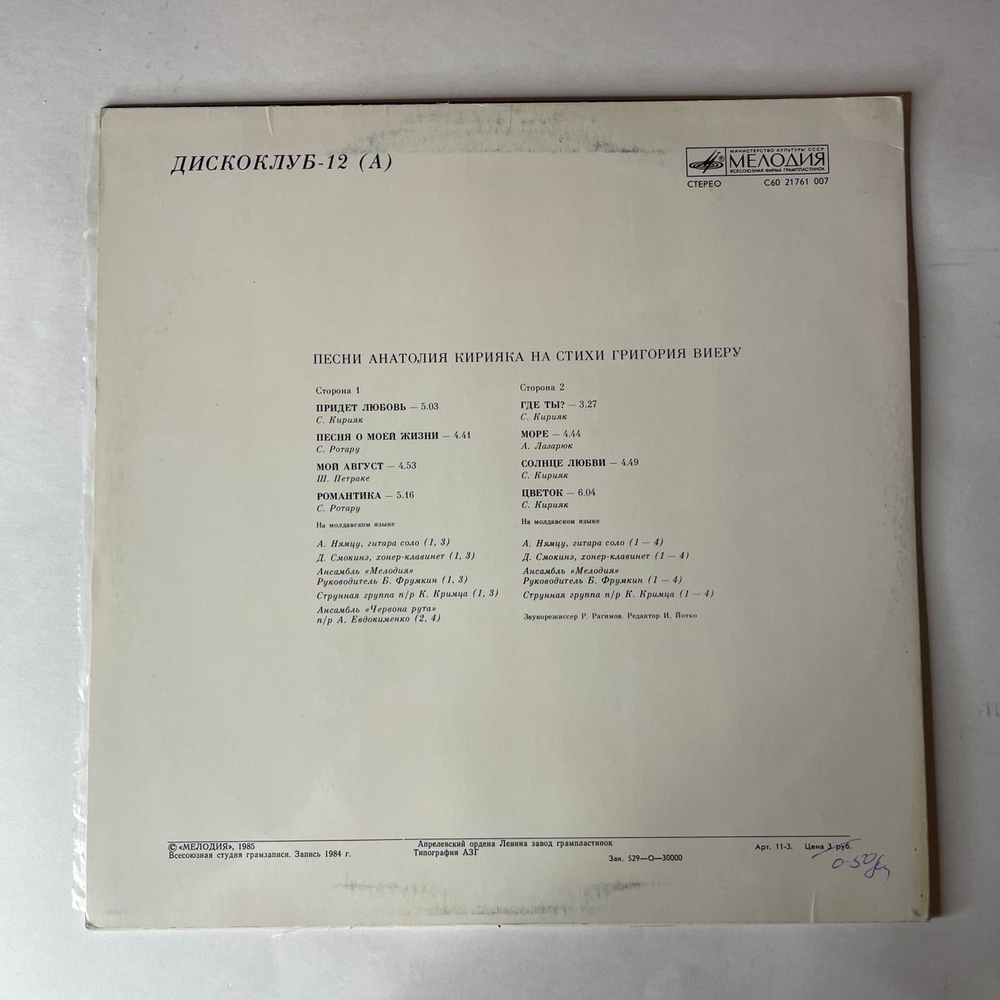 ДИСКОКЛУБ-12 (А)
МИНИСТЕРСТВО КУЛЬТУРЫ СССР
МЕЛОДИЯ
ВСЕСОЮЗНАЯ ФИРМА ГРАМПЛАСТИНОК
СТЕРЕО С60 21761 007
ПЕСНИ АНАТОЛИЯ КИРИЯКА НА СТИХИ ГРИГОРИЯ ВИЕРУ
Сторона 1
ПРИДЕТ ЛЮБОВЬ — 5.03
С. Кирияк
ПЕСНЯ О МОЕЙ ЖИЗНИ — 4.41
С. Ротару
МОЙ АВГУСТ — 4.53
Ш. Петраке
РОМАНТИКА — 5.16
С. Ротару
На молдавском языке
А. Нямцу, гитара соло (1, 3)
Д. Смокинэ, хонер-клавинет (1, 3)
Ансамбль «Мелодия»
Руководитель Б. Фрумкин (1, 3)
Струнная группа п/р К. Кримца (1, 3)
Ансамбль «Червона рута»
п/р А. Евдокименко (2, 4)
Сторона 2
ГДЕ ТЫ? — 3.27
С. Кирияк
МОРЕ — 4.44
А. Лазарюк
СОЛНЦЕ ЛЮБВИ — 4.49
С. Кирияк
ЦВЕТОК — 6.04
С. Кирияк
На молдавском языке
А. Нямцу, гитара соло (1 — 4)
Д. Смокинэ, хонер-клавинет (1 — 4)
Ансамбль «Мелодия»
Руководитель Б. Фрумкин (1 — 4)
Струнная группа п/р К. Кримца (1 — 4)
Звукорежиссер Р. Рагимов. Редактор И. Йотко
© «МЕЛОДИЯ», 1985
Всесоюзная студия грамзаписи. Запись 1984 г.
Апрелевский ордена Ленина завод грампластинок
Типография АЗГ
Зак. 529—О—30000
Арт. 11-3. Цена 3 руб.
0-50